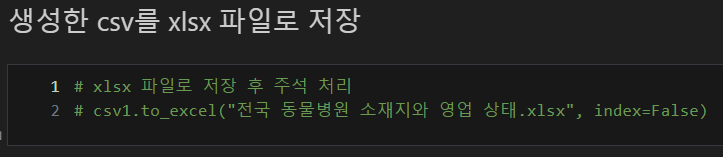 생성한 csv를 xlsx 파일로 저장
1 # xlsx 파일로 저장 후 주석 처리
2 # csv1.to_excel("전국 동물병원 소재지와 영업 상태.xlsx", index=False)